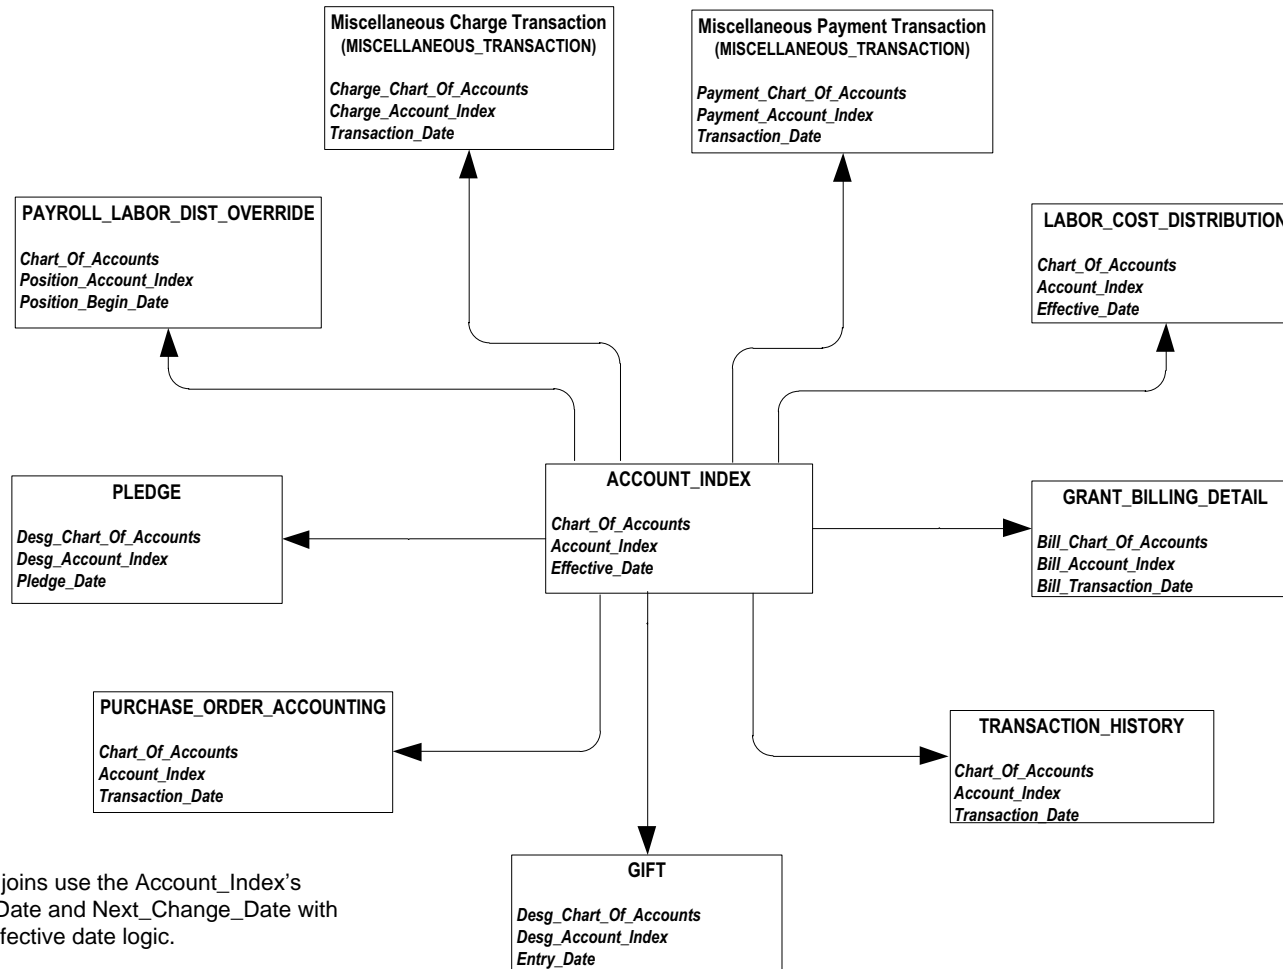 Miscellaneous Charge Transaction
(MISCELLANEOUS_TRANSACTION)
Charge_Chart_Of_Accounts
Charge_Account_Index
Transaction_Date
Miscellaneous Payment Transaction
(MISCELLANEOUS_TRANSACTION)
Payment_Chart_Of_Accounts
Payment_Account_Index
Transaction_Date
PAYROLL_LABOR_DIST_OVERRIDE
Chart_Of_Accounts
Position_Account_Index
Position_Begin_Date
LABOR_COST_DISTRIBUTION
Chart_Of_Accounts
Account_Index
Effective_Date
PLEDGE
Desg_Chart_Of_Accounts
Desg_Account_Index
Pledge_Date
ACCOUNT_INDEX
Chart_Of_Accounts
Account_Index
Effective_Date
GRANT_BILLING_DETAIL
Bill_Chart_Of_Accounts
Bill_Account_Index
Bill_Transaction_Date
PURCHASE_ORDER_ACCOUNTING
Chart_Of_Accounts
Account_Index
Transaction_Date
TRANSACTION_HISTORY
Chart_Of_Accounts
Account_Index
Transaction_Date
GIFT
Desg_Chart_Of_Accounts
Desg_Account_Index
Entry_Date
joins use the Account_Index’s
Date and Next_Change_Date with
ffective date logic.